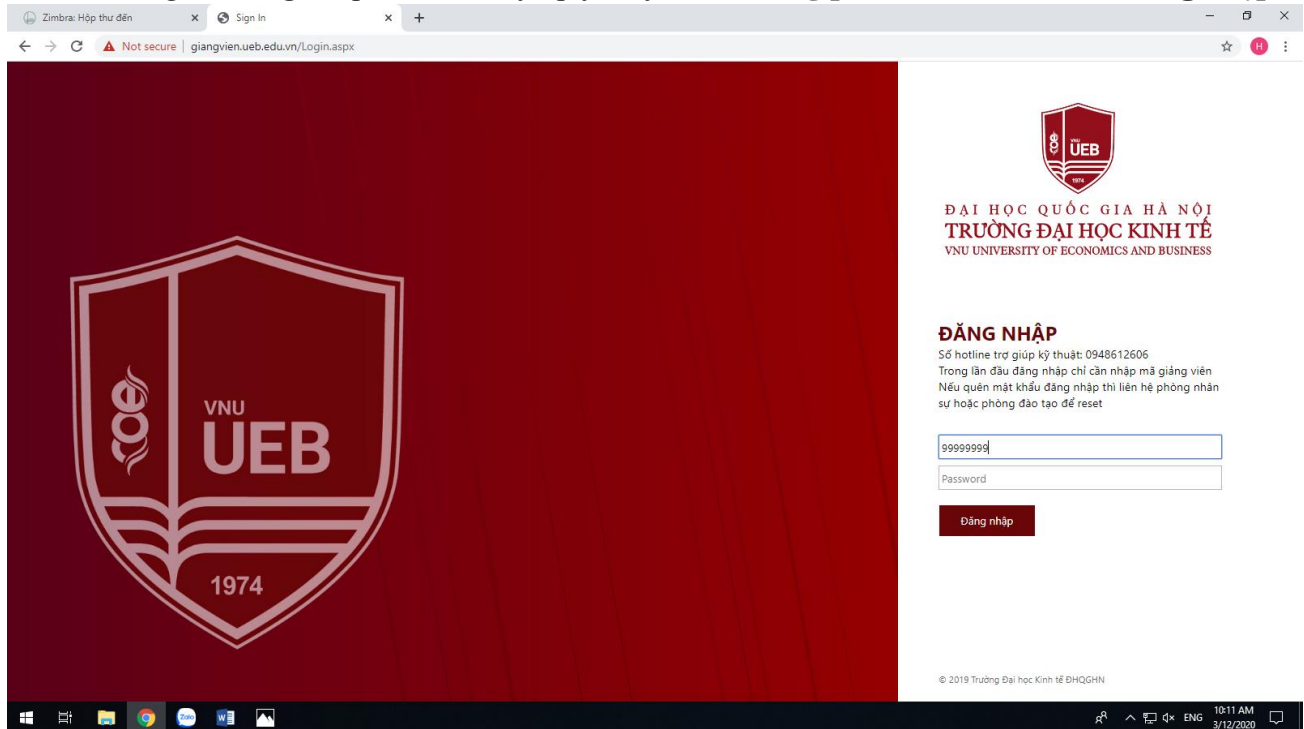 Zimbra: Hộp thư đến
Sign In
Not secure | giangvien.ueb.edu.vn/Login.aspx
H
VNU
UEB
1974
ĐẠI HỌC QUỐC GIA HÀ NỘI
TRƯỜNG ĐẠI HỌC KINH TẾ
VNU UNIVERSITY OF ECONOMICS AND BUSINESS
VNU
UEB
1974
ĐĂNG NHẬP
Số hotline trợ giúp kỹ thuật: 0948612606
Trong lần đầu đăng nhập chỉ cần nhập mã giảng viên
Nếu quên mật khẩu đăng nhập thì liên hệ phòng nhân
sự hoặc phòng đào tạo để reset
99999999
Password
Đăng nhập
© 2019 Trường Đại học Kinh tế ĐHQGHN
Zalo
ENG
10:11 AM
3/12/2020